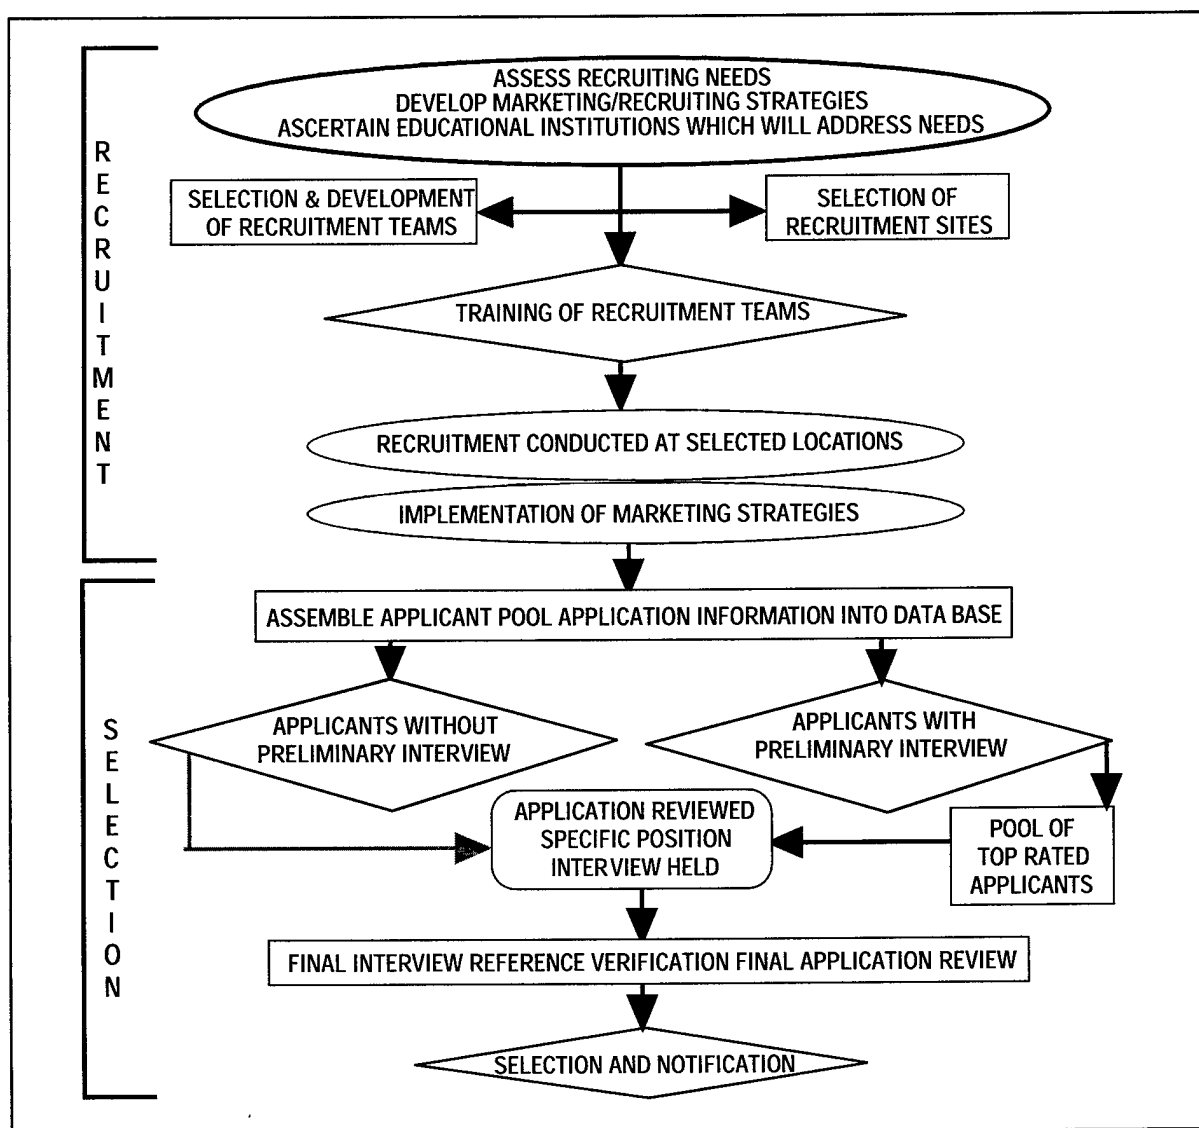 RECRUITMENT
ASSESS RECRUITING NEEDS
DEVELOP MARKETING/RECRUITING STRATEGIES
ASCERTAIN EDUCATIONAL INSTITUTIONS WHICH WILL ADDRESS NEEDS
SELECTION & DEVELOPMENT
OF RECRUITMENT TEAMS
SELECTION OF
RECRUITMENT SITES
TRAINING OF RECRUITMENT TEAMS
RECRUITMENT CONDUCTED AT SELECTED LOCATIONS
IMPLEMENTATION OF MARKETING STRATEGIES
SELECTION
ASSEMBLE APPLICANT POOL APPLICATION INFORMATION INTO DATA BASE
APPLICANTS WITHOUT
PRELIMINARY INTERVIEW
APPLICANTS WITH
PRELIMINARY INTERVIEW
APPLICATION REVIEWED
SPECIFIC POSITION
INTERVIEW HELD
POOL OF
TOP RATED
APPLICANTS
FINAL INTERVIEW REFERENCE VERIFICATION FINAL APPLICATION REVIEW
SELECTION AND NOTIFICATION